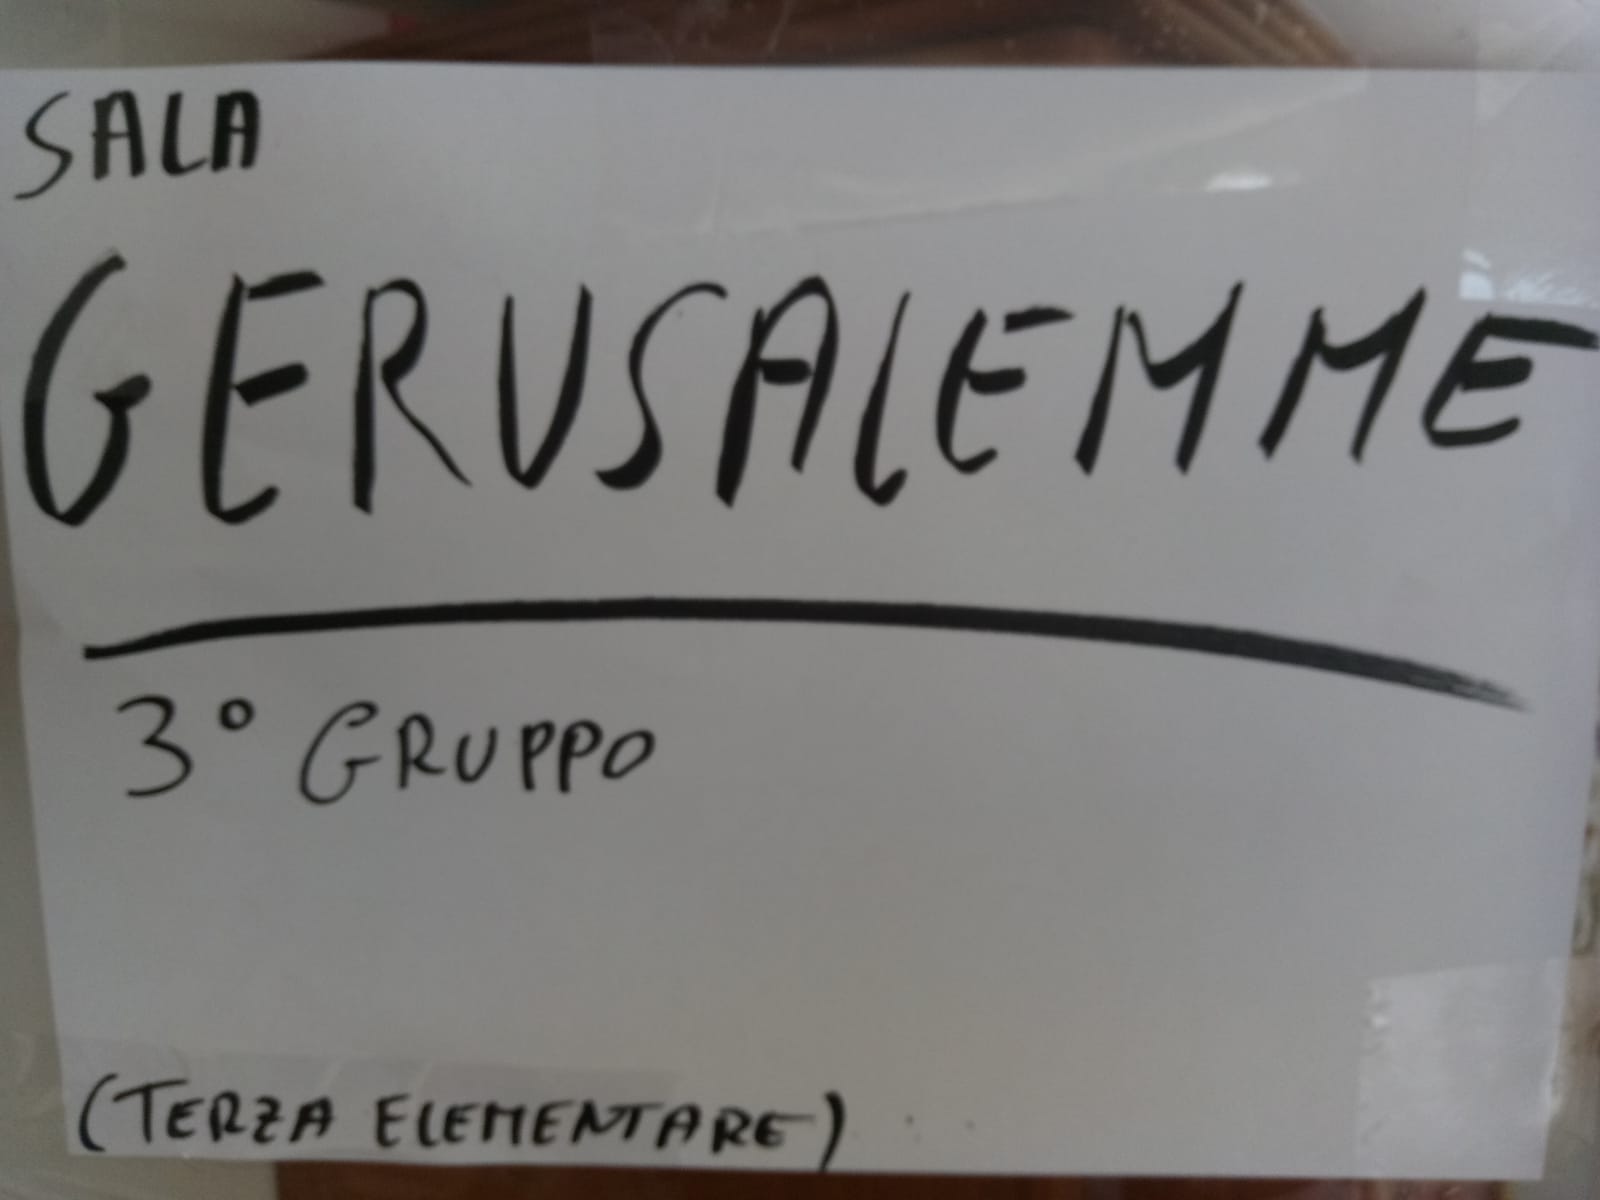 SALA
GERUSALEMME
3° GRUPPO
(TERZA ELEMENTARE)